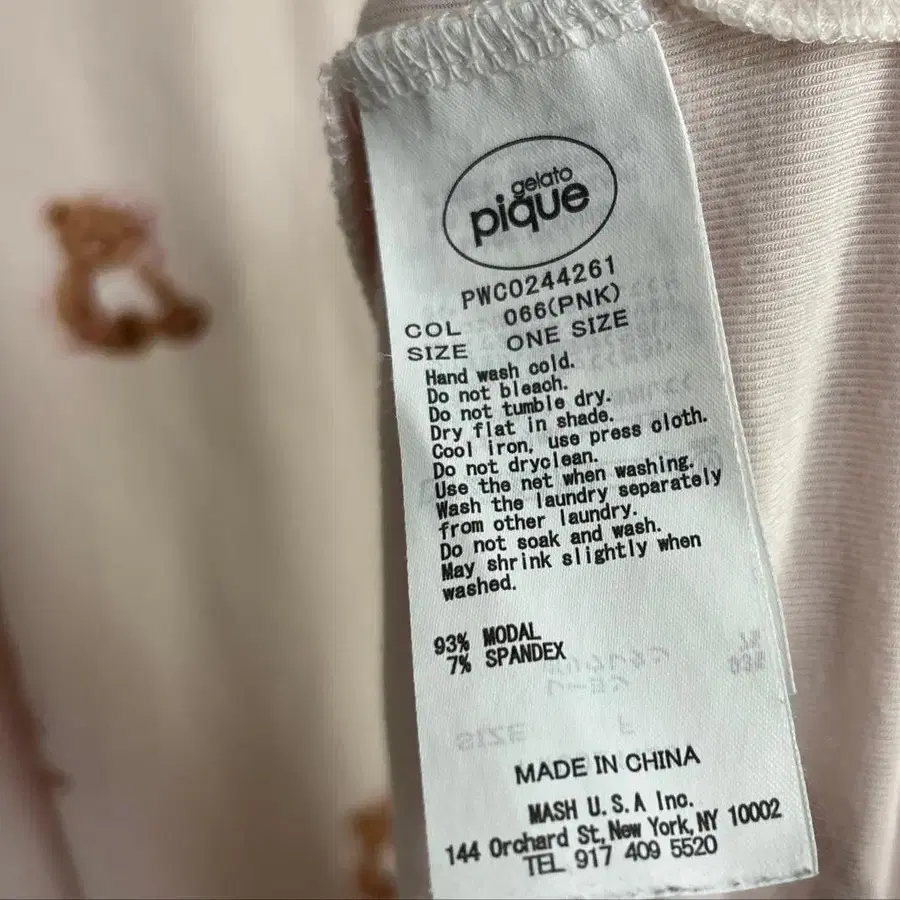 gelato
pique
PWCO244261
COL 066(PNK)
SIZE ONE SIZE
Hand wash cold.
Do not bleach.
Do not tumble dry.
Dry flat in shade.
Cool iron, use press cloth.
Do not dryclean.
Use the net when washing.
Wash the laundry separately
from other laundry.
Do not soak and wash.
May shrink slightly when
washed.
93% MODAL
7% SPANDEX
MADE IN CHINA
MASH U.S.A Inc.
144 Orchard St, New York, NY 10002
TEL 917 409 5520